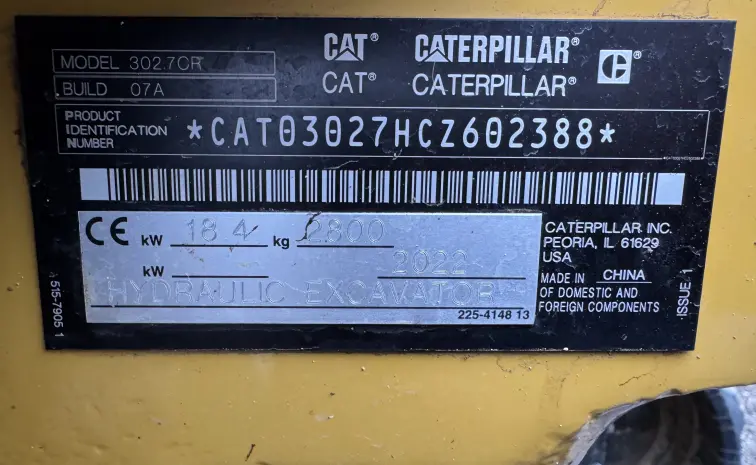 CAT® CATERPILLAR®
CAT® CATERPILLAR®
MODEL 302.7CR
BUILD 07A
PRODUCT IDENTIFICATION NUMBER
*CAT03027HCZ602388*
CE kW 18.4 kg 2800
kW 2022
HYDRAULIC EXCAVATOR
225-4148 13
CATERPILLAR INC.
PEORIA, IL 61629
USA
MADE IN CHINA
OF DOMESTIC AND
FOREIGN COMPONENTS
515-7905 1
ISSUE 1